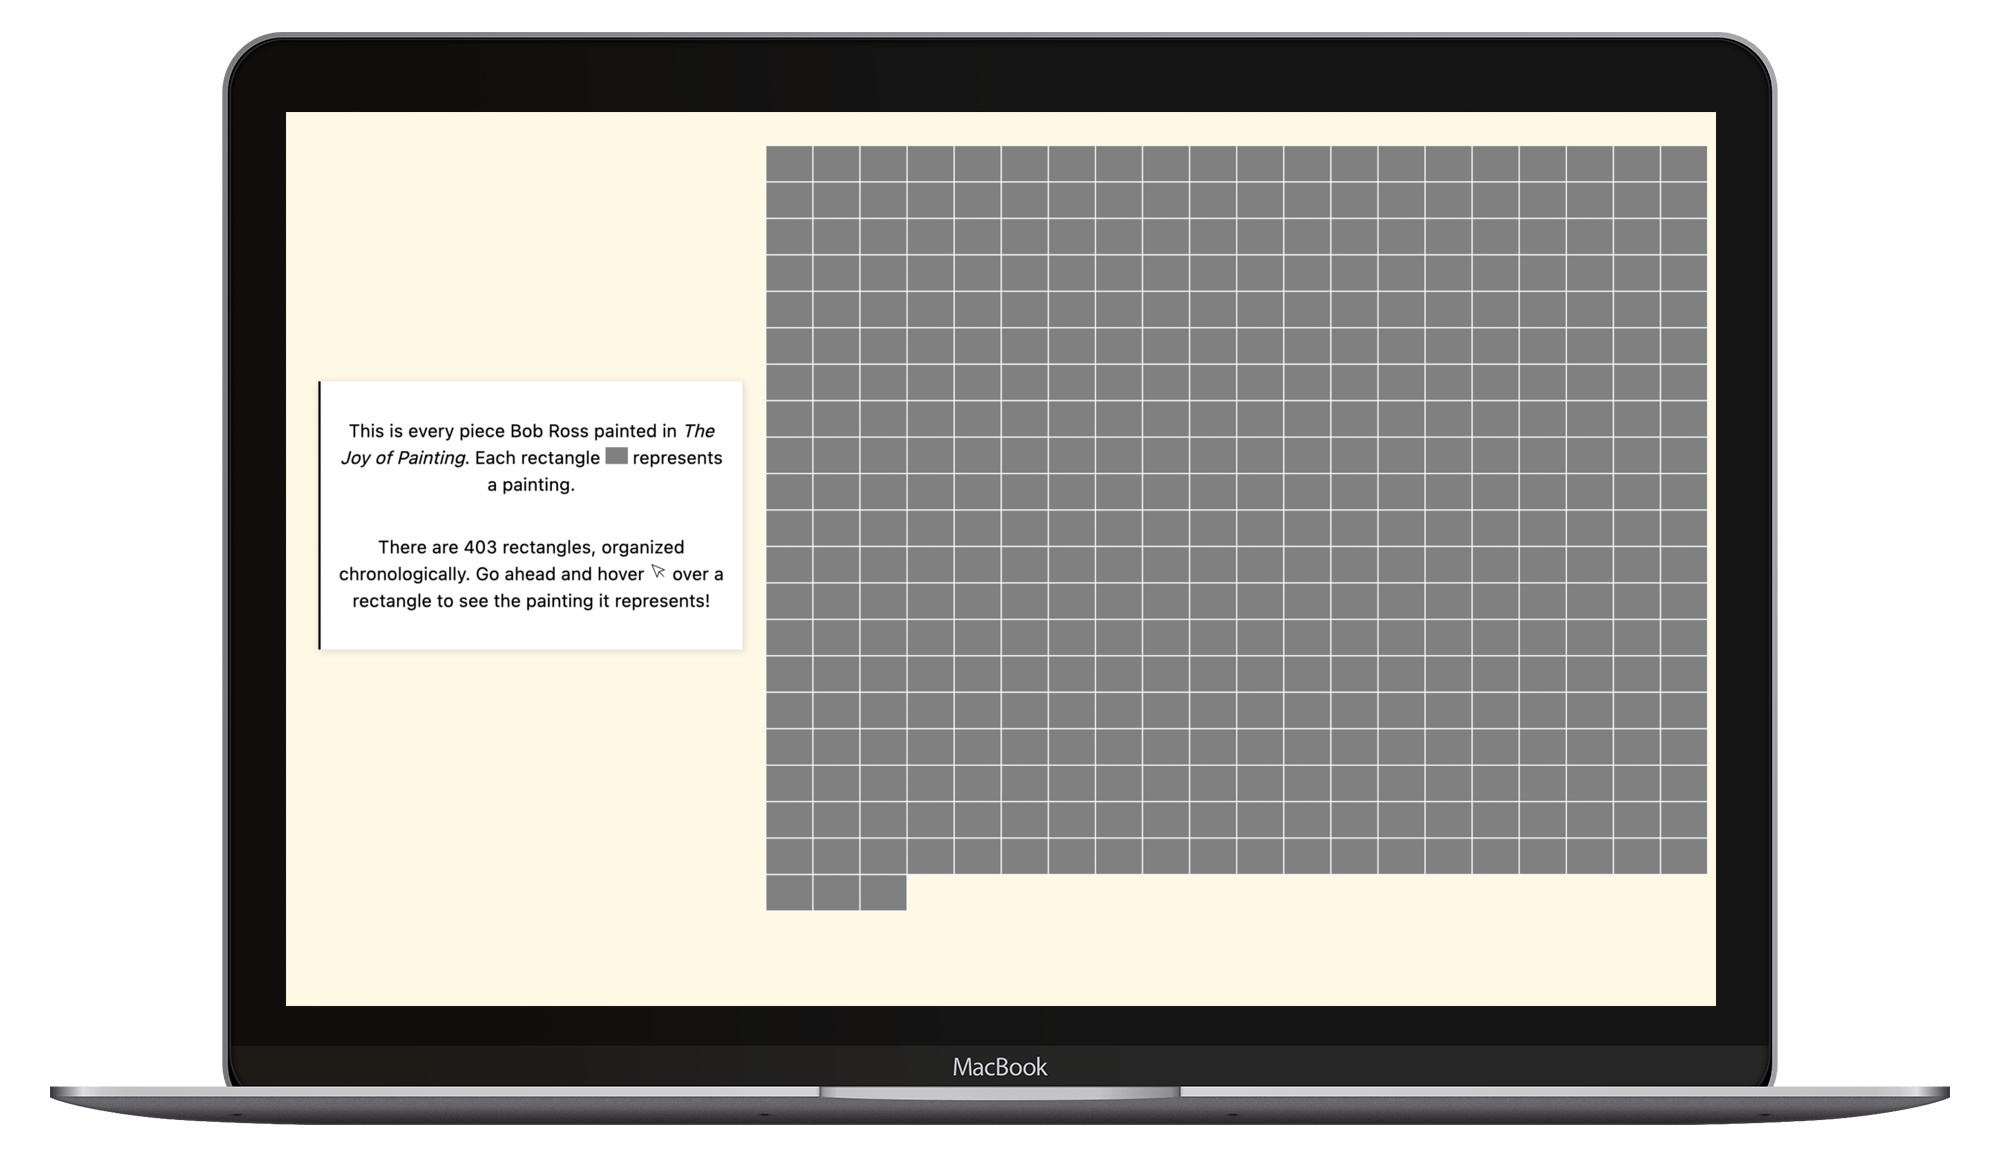 This is every piece Bob Ross painted in The
Joy of Painting. Each rectangle represents
a painting.
There are 403 rectangles, organized
chronologically. Go ahead and hover over a
rectangle to see the painting it represents!
MacBook